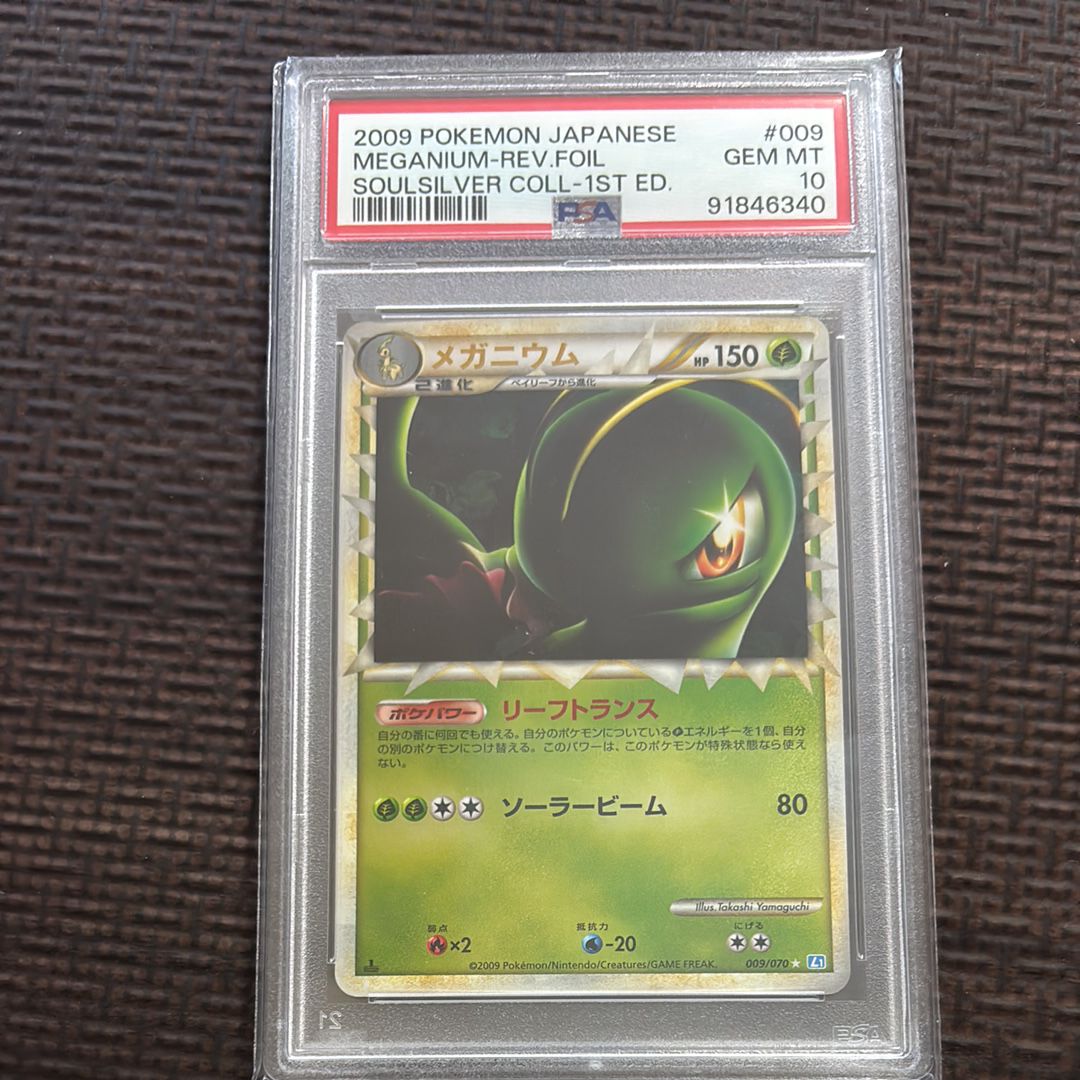 2009 POKEMON JAPANESE #009
MEGANIUM-REV.FOIL GEM MT
SOULSILVER COLL-1ST ED. 10
PSA 91846340
メガニウム HP 150
2進化 ベイリーフから進化
ポケパワー リーフトランス
自分の番に何回でも使える。自分のポケモンについているエネルギーを1個、自分
の別のポケモンにつけ替える。このパワーは、このポケモンが特殊状態なら使え
ない。
ソーラービーム 80
Illus. Takashi Yamaguchi
弱点 抵抗力 にげる
×2 -20
1 ©2009 Pokémon/Nintendo/Creatures/GAME FREAK. 009/070 L1
21 PSA